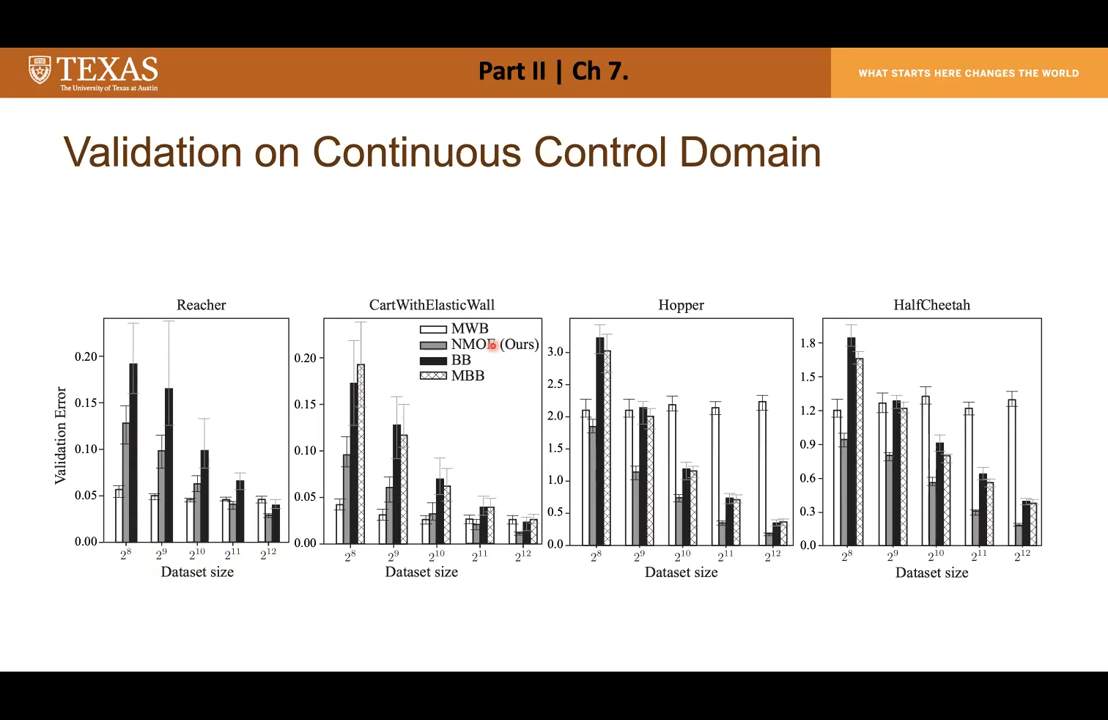 TEXAS
The University of Texas at Austin
Part II | Ch 7.
WHAT STARTS HERE CHANGES THE WORLD
Validation on Continuous Control Domain
Reacher
Validation Error
0.20
0.15
0.10
0.05
0.00
2^8 2^9 2^10 2^11 2^12
Dataset size
CartWithElasticWall
MWB
NMOE (Ours)
BB
MBB
0.20
0.15
0.10
0.05
0.00
2^8 2^9 2^10 2^11 2^12
Dataset size
Hopper
3.0
2.5
2.0
1.5
1.0
0.5
0.0
2^8 2^9 2^10 2^11 2^12
Dataset size
HalfCheetah
1.8
1.5
1.2
0.9
0.6
0.3
0.0
2^8 2^9 2^10 2^11 2^12
Dataset size